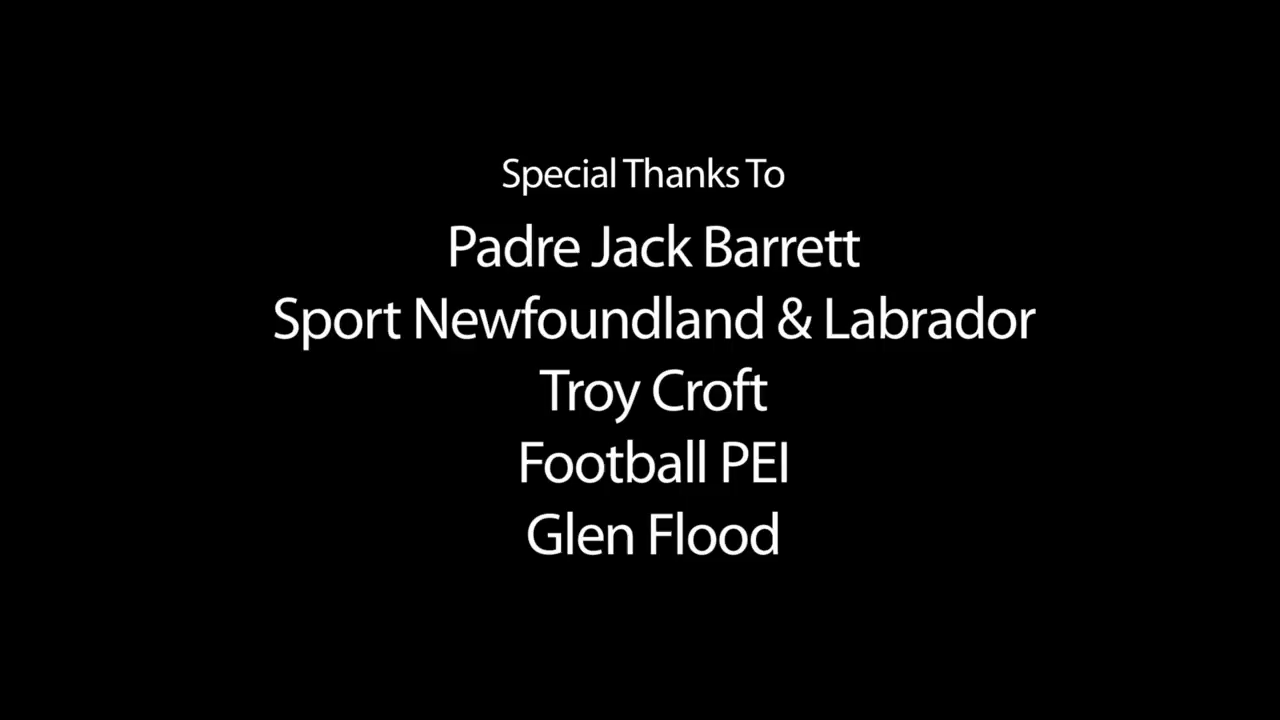 Special Thanks To
Padre Jack Barrett
Sport Newfoundland & Labrador
Troy Croft
Football PEI
Glen Flood